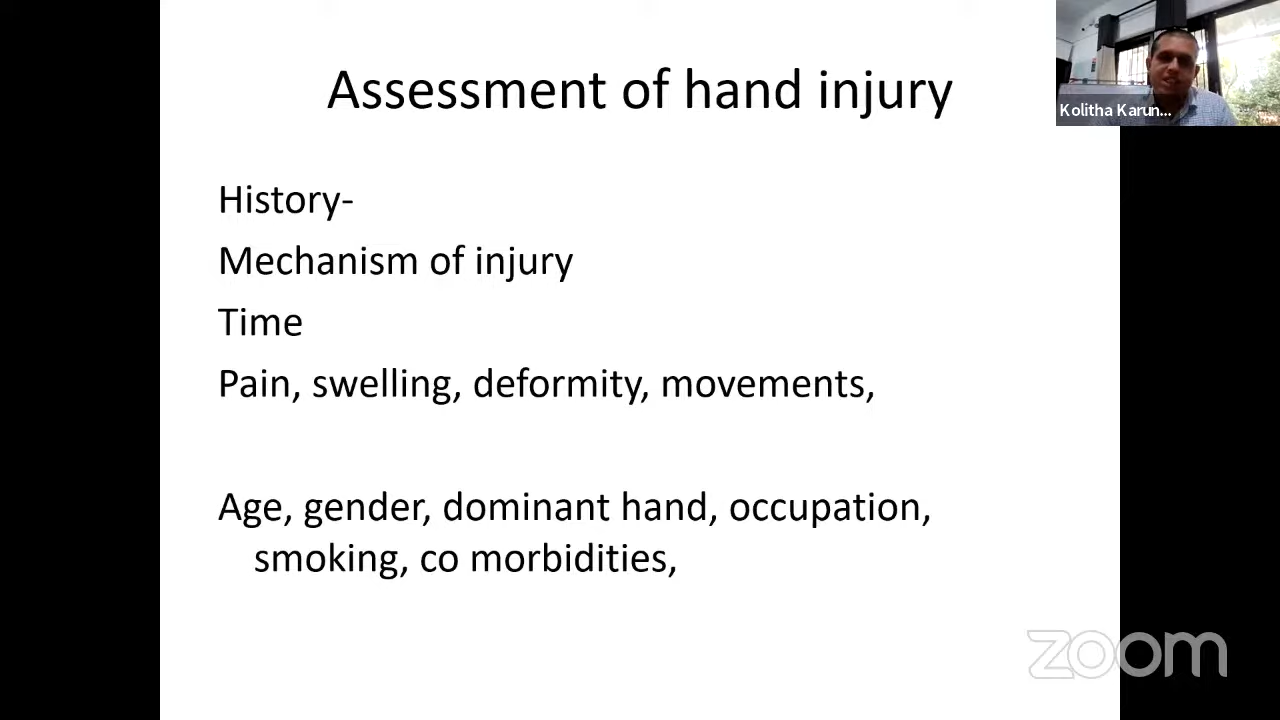 Assessment of hand injury
Kolitha Karun...
History-
Mechanism of injury
Time
Pain, swelling, deformity, movements,
Age, gender, dominant hand, occupation,
smoking, co morbidities,
zoom